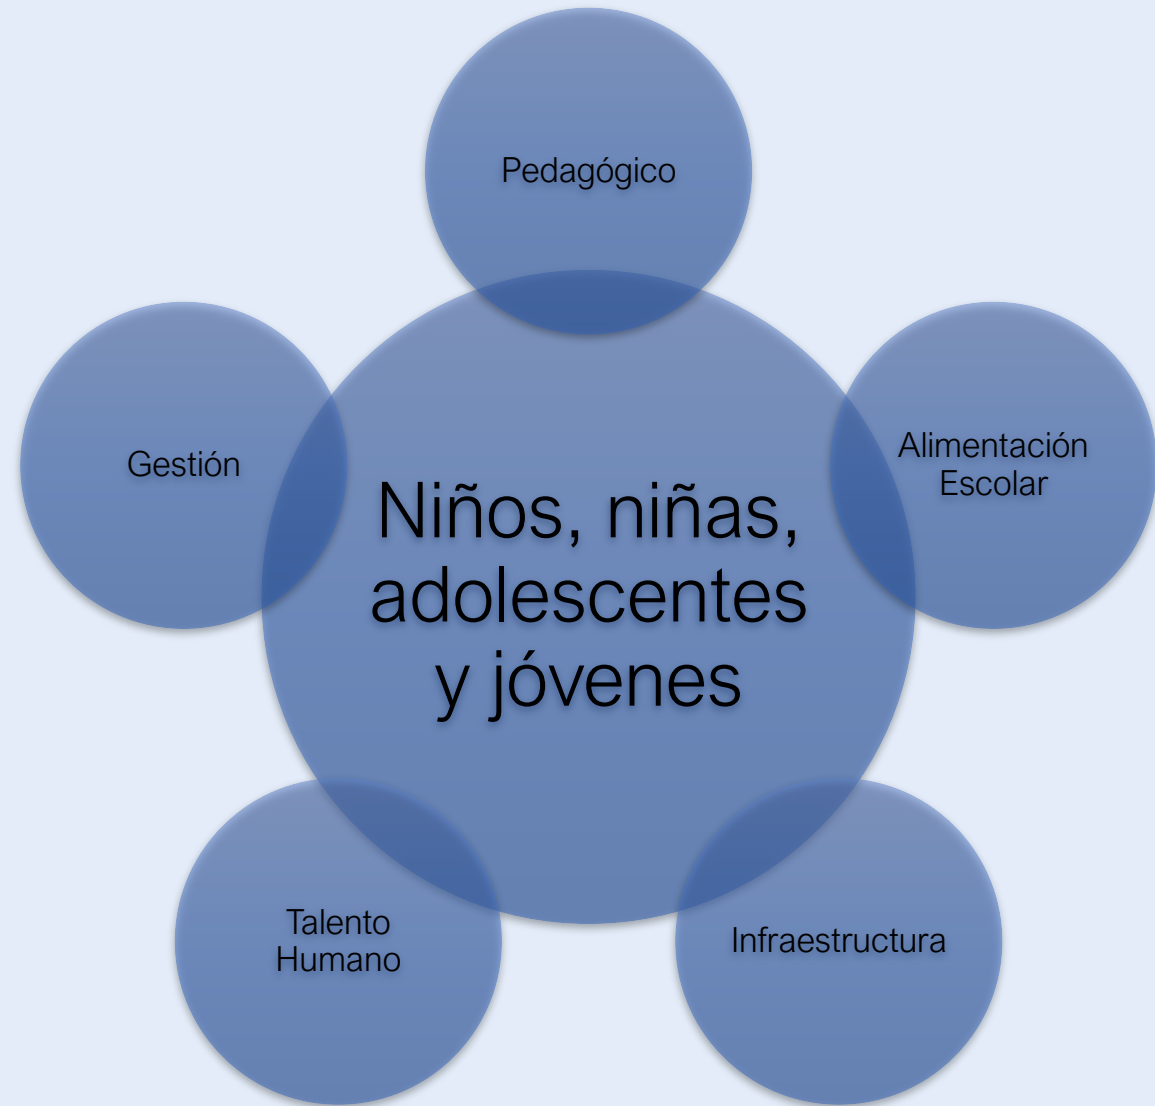 Pedagógico
Gestión
Alimentación
Escolar
Niños, niñas,
adolescentes
y jóvenes
Talento
Humano
Infraestructura